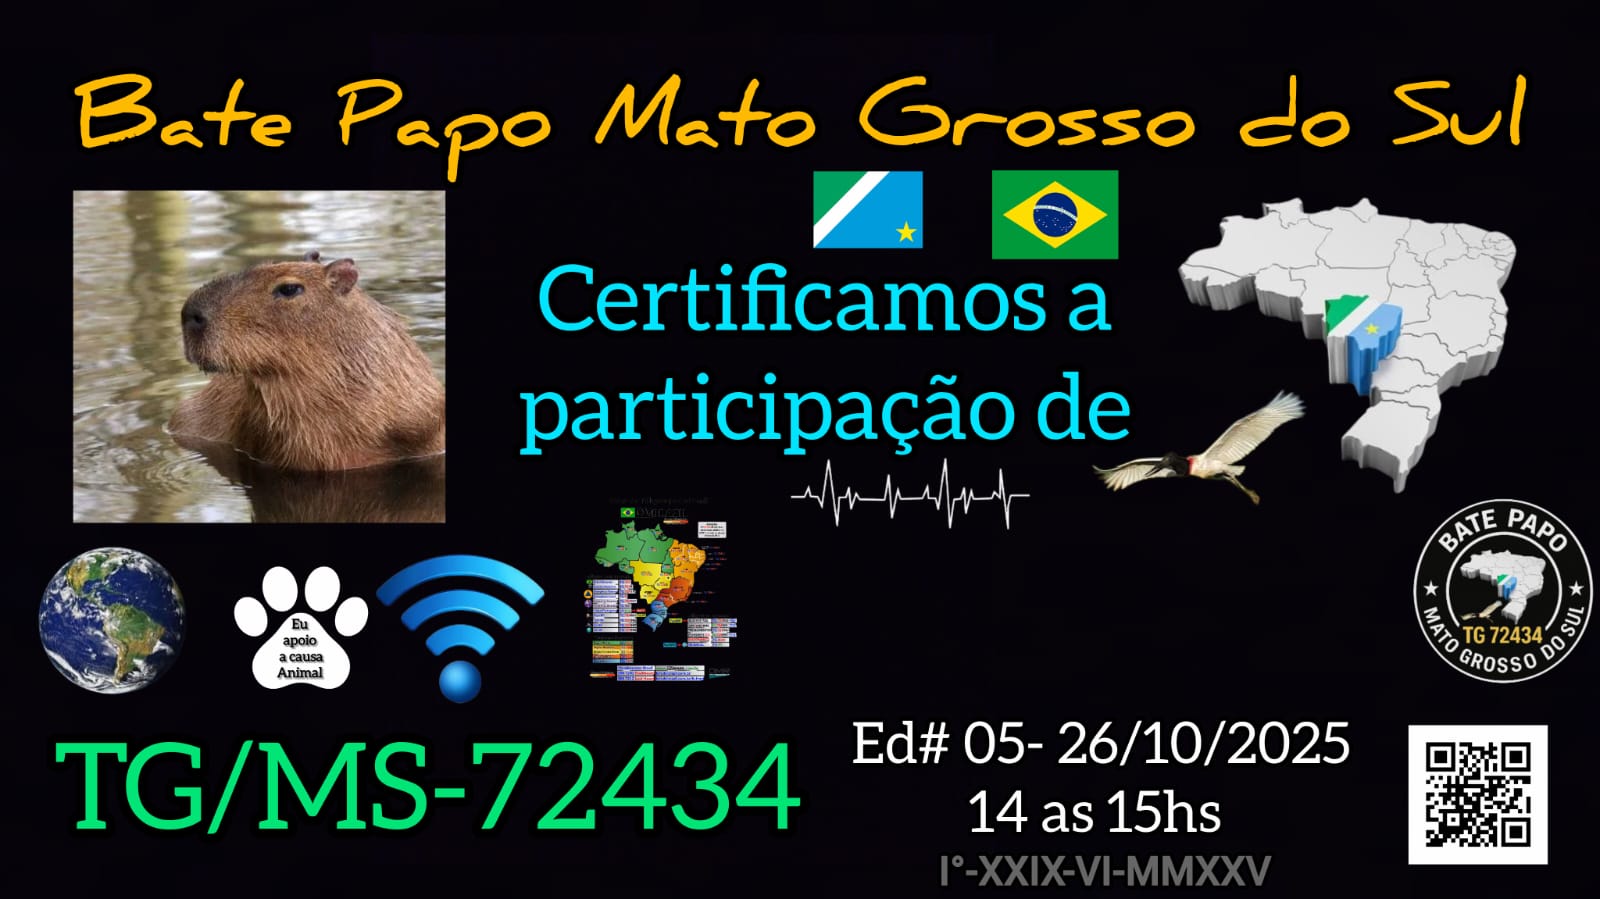 Bate Papo Mato Grosso do Sul
Certificamos a
participação de
Eu
apoio
a causa
Animal
BATE PAPO
TG 72434
MATO GROSSO DO SUL
TG/MS-72434
Ed# 05- 26/10/2025
14 as 15hs
I°-XXIX-VI-MMXXV